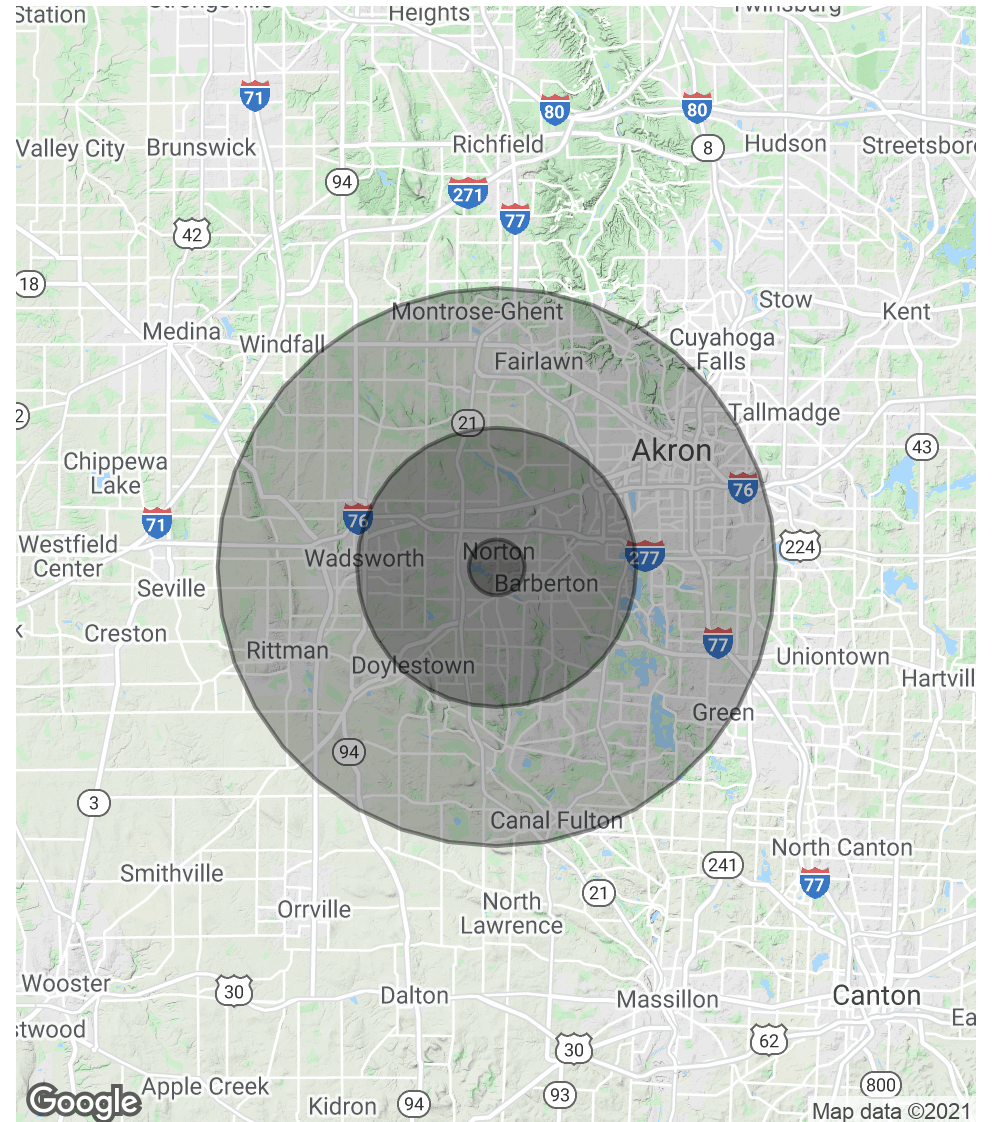 Station
Strongsville
Heights
Twinsburg
71
80
80
Valley City
Brunswick
Richfield
8
Hudson
Streetsboro
94
271
77
42
18
Montrose-Ghent
Stow
Kent
Medina
Windfall
Cuyahoga
Falls
Fairlawn
2
21
Tallmadge
Akron
43
Chippewa
Lake
76
76
71
Westfield
Center
Wadsworth
Norton
277
224
Seville
Barberton
k
Creston
Rittman
Doylestown
77
Uniontown
Hartvill
Green
94
3
Canal Fulton
North Canton
Smithville
241
77
Orrville
21
North
Lawrence
Wooster
30
Dalton
Massillon
Canton
stwood
Ea
30
62
Apple Creek
800
Google
Kidron
94
93
Map data ©2021